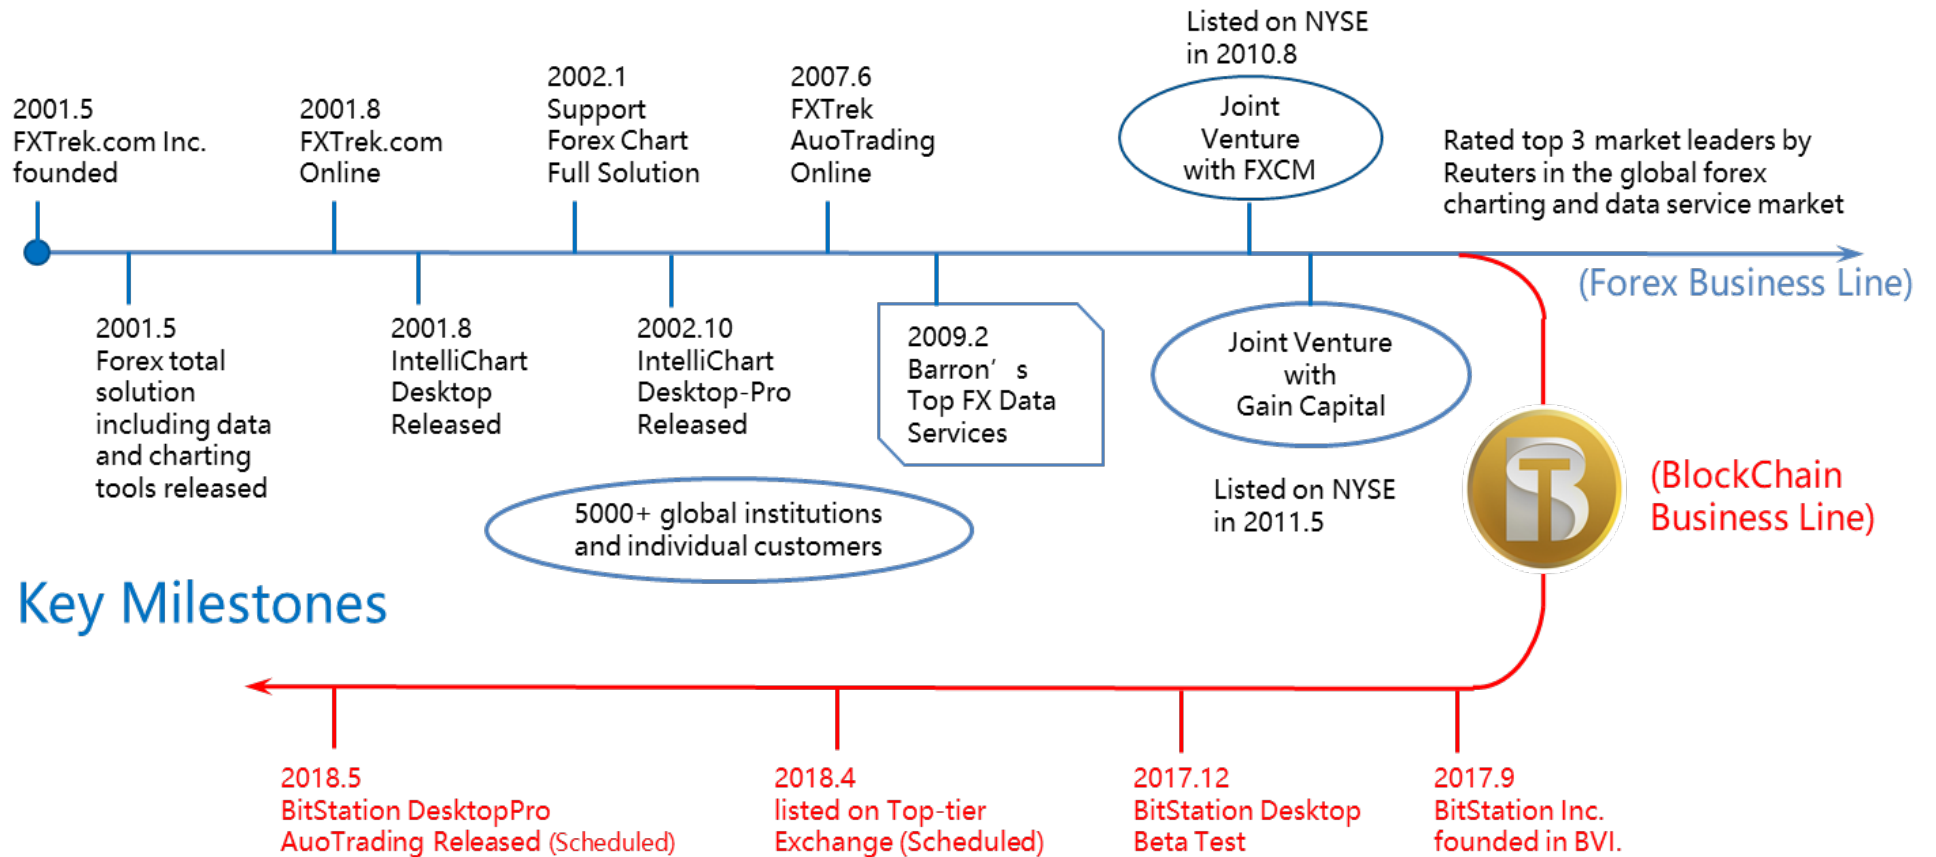 Listed on NYSE
in 2010.8
2001.5
FXTrek.com Inc.
founded
2001.8
FXTrek.com
Online
2002.1
Support
Forex Chart
Full Solution
2007.6
FXTrek
AuoTrading
Online
Joint
Venture
with FXCM
Rated top 3 market leaders by
Reuters in the global forex
charting and data service market
(Forex Business Line)
2001.5
Forex total
solution
including data
and charting
tools released
2001.8
IntelliChart
Desktop
Released
2002.10
IntelliChart
Desktop-Pro
Released
2009.2
Barron’s
Top FX Data
Services
Joint Venture
with
Gain Capital
Listed on NYSE
in 2011.5
5000+ global institutions
and individual customers
(BlockChain
Business Line)
Key Milestones
2018.5
BitStation DesktopPro
AuoTrading Released (Scheduled)
2018.4
listed on Top-tier
Exchange (Scheduled)
2017.12
BitStation Desktop
Beta Test
2017.9
BitStation Inc.
founded in BVI.